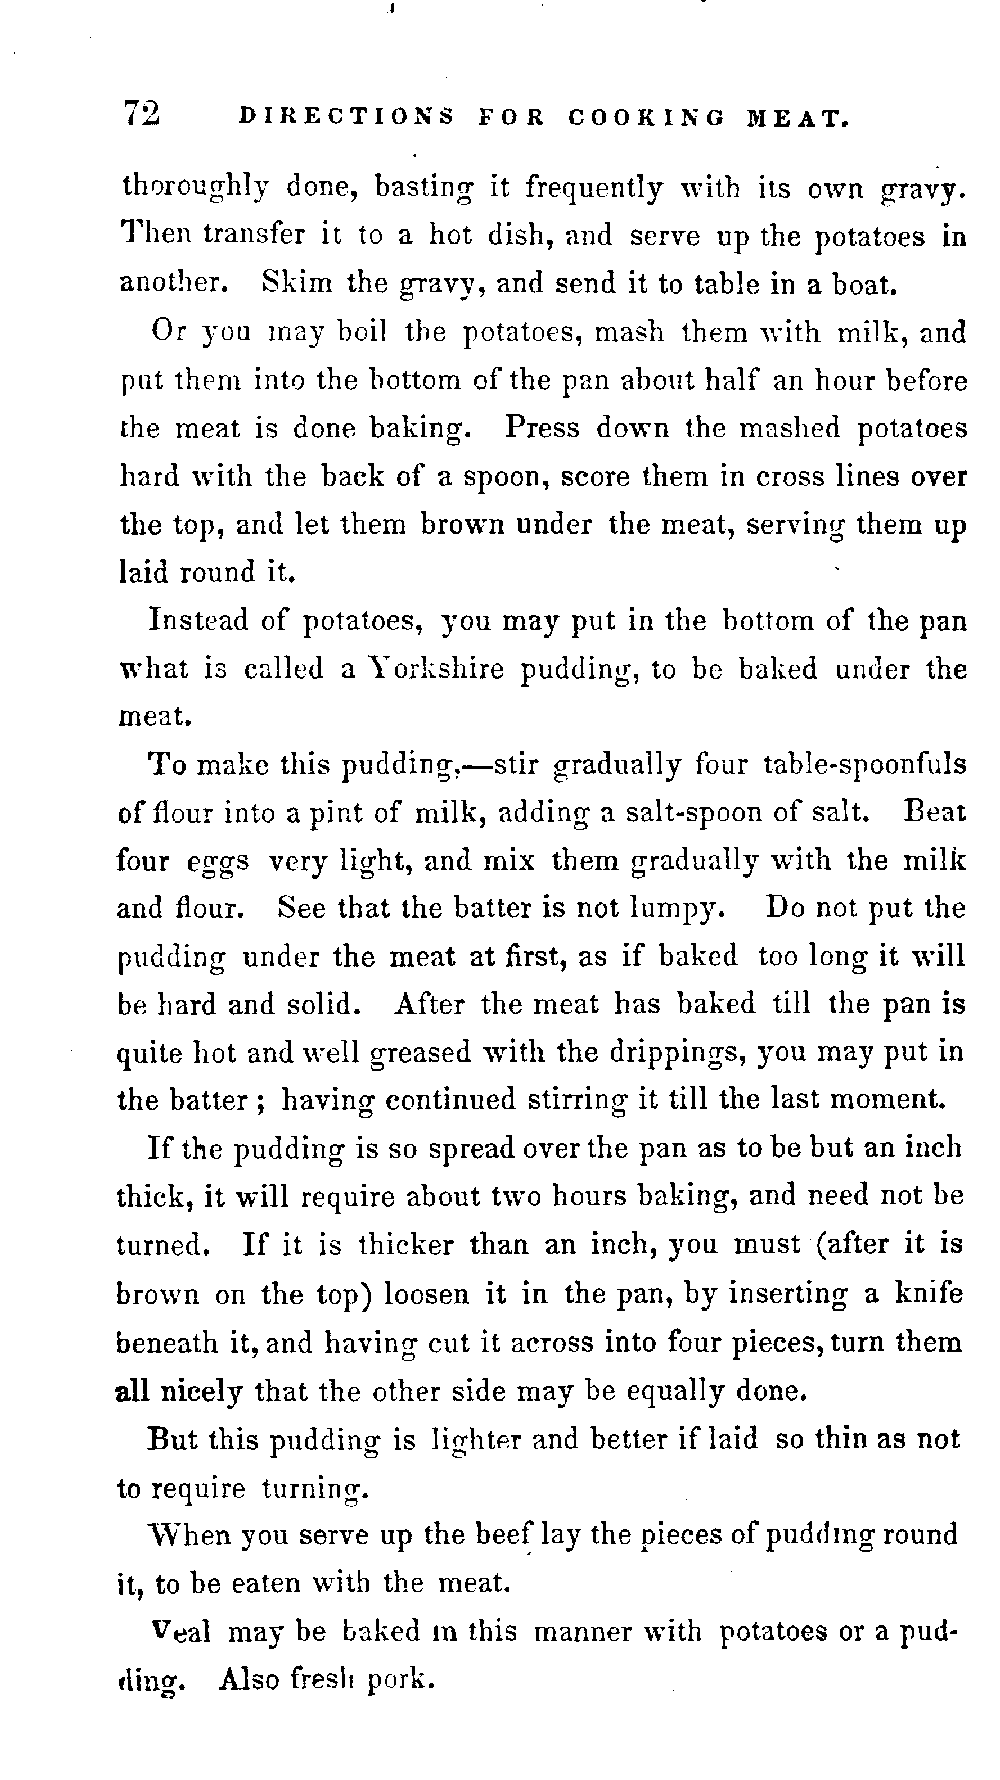 72 DIRECTIONS FOR COOKING MEAT.
thoroughly done, basting it frequently with its own gravy.
Then transfer it to a hot dish, and serve up the potatoes in
another. Skim the gravy, and send it to table in a boat.
Or you may boil the potatoes, mash them with milk, and
put them into the bottom of the pan about half an hour before
the meat is done baking. Press down the mashed potatoes
hard with the back of a spoon, score them in cross lines over
the top, and let them brown under the meat, serving them up
laid round it.
Instead of potatoes, you may put in the bottom of the pan
what is called a Yorkshire pudding, to be baked under the
meat.
To make this pudding,—stir gradually four table-spoonfuls
of flour into a pint of milk, adding a salt-spoon of salt. Beat
four eggs very light, and mix them gradually with the milk
and flour. See that the batter is not lumpy. Do not put the
pudding under the meat at first, as if baked too long it will
be hard and solid. After the meat has baked till the pan is
quite hot and well greased with the drippings, you may put in
the batter; having continued stirring it till the last moment.
If the pudding is so spread over the pan as to be but an inch
thick, it will require about two hours baking, and need not be
turned. If it is thicker than an inch, you must (after it is
brown on the top) loosen it in the pan, by inserting a knife
beneath it, and having cut it across into four pieces, turn them
all nicely that the other side may be equally done.
But this pudding is lighter and better if laid so thin as not
to require turning.
When you serve up the beef lay the pieces of pudding round
it, to be eaten with the meat.
Veal may be baked in this manner with potatoes or a pud-
ding. Also fresh pork.